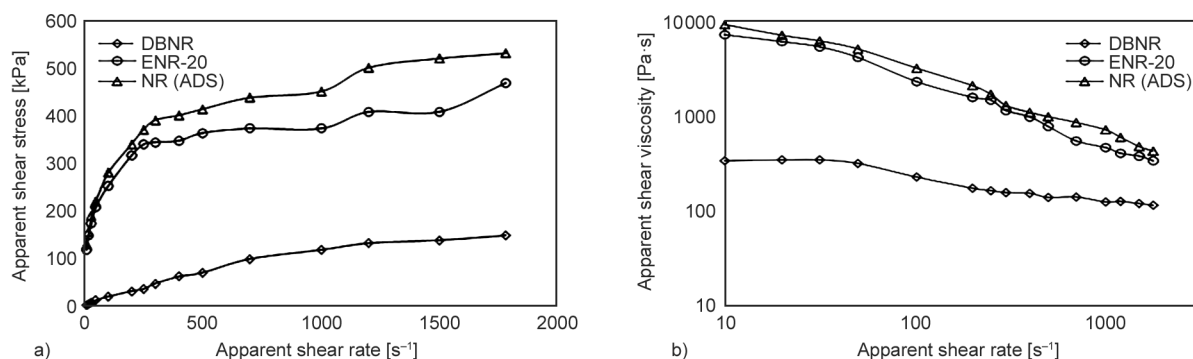 600
500
400
300
200
100
0
Apparent shear stress [kPa]
DBNR
ENR-20
NR (ADS)
0 500 1000 1500 2000
a) Apparent shear rate [s⁻¹]
10000
1000
100
10
Apparent shear viscosity [Pa·s]
DBNR
ENR-20
NR (ADS)
10 100 1000
b) Apparent shear rate [s⁻¹]